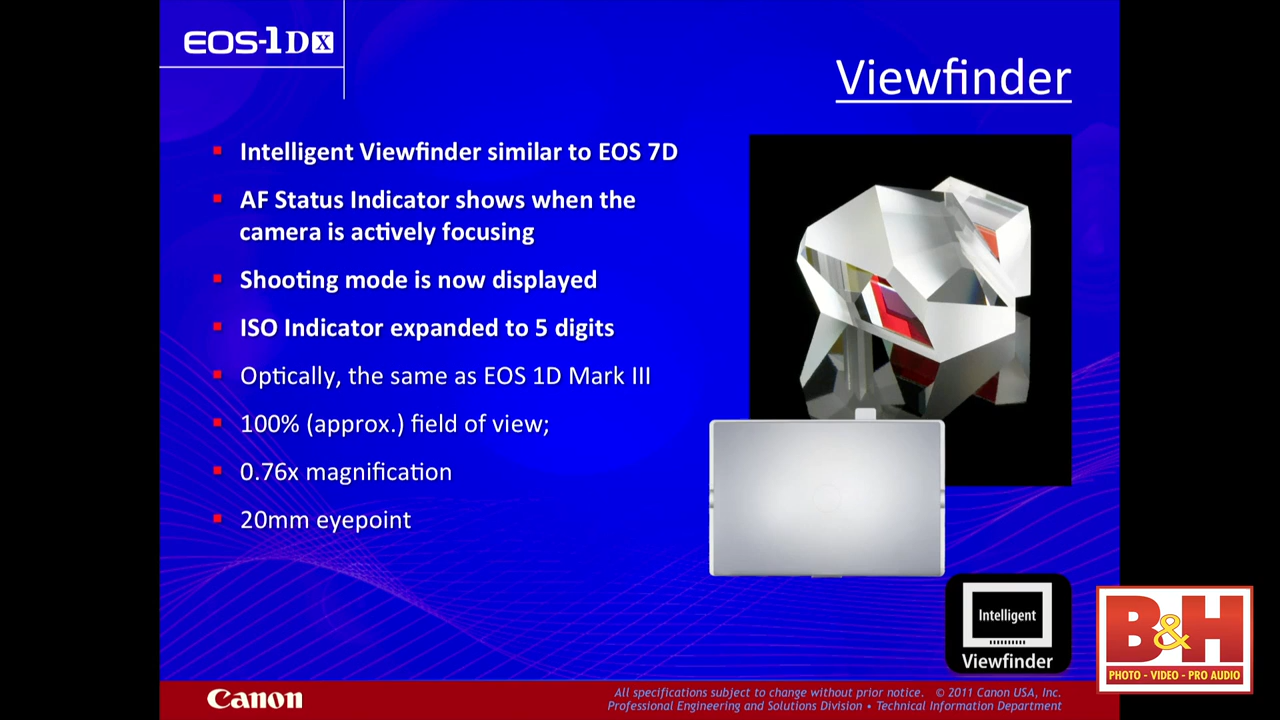 EOS-1DX
Viewfinder
Intelligent Viewfinder similar to EOS 7D
AF Status Indicator shows when the
camera is actively focusing
Shooting mode is now displayed
ISO Indicator expanded to 5 digits
Optically, the same as EOS 1D Mark III
100% (approx.) field of view;
0.76x magnification
20mm eyepoint
Intelligent
Viewfinder
B&H
PHOTO - VIDEO - PRO AUDIO
Canon
All specifications subject to change without prior notice. © 2011 Canon USA, Inc.
Professional Engineering and Solutions Division • Technical Information Department